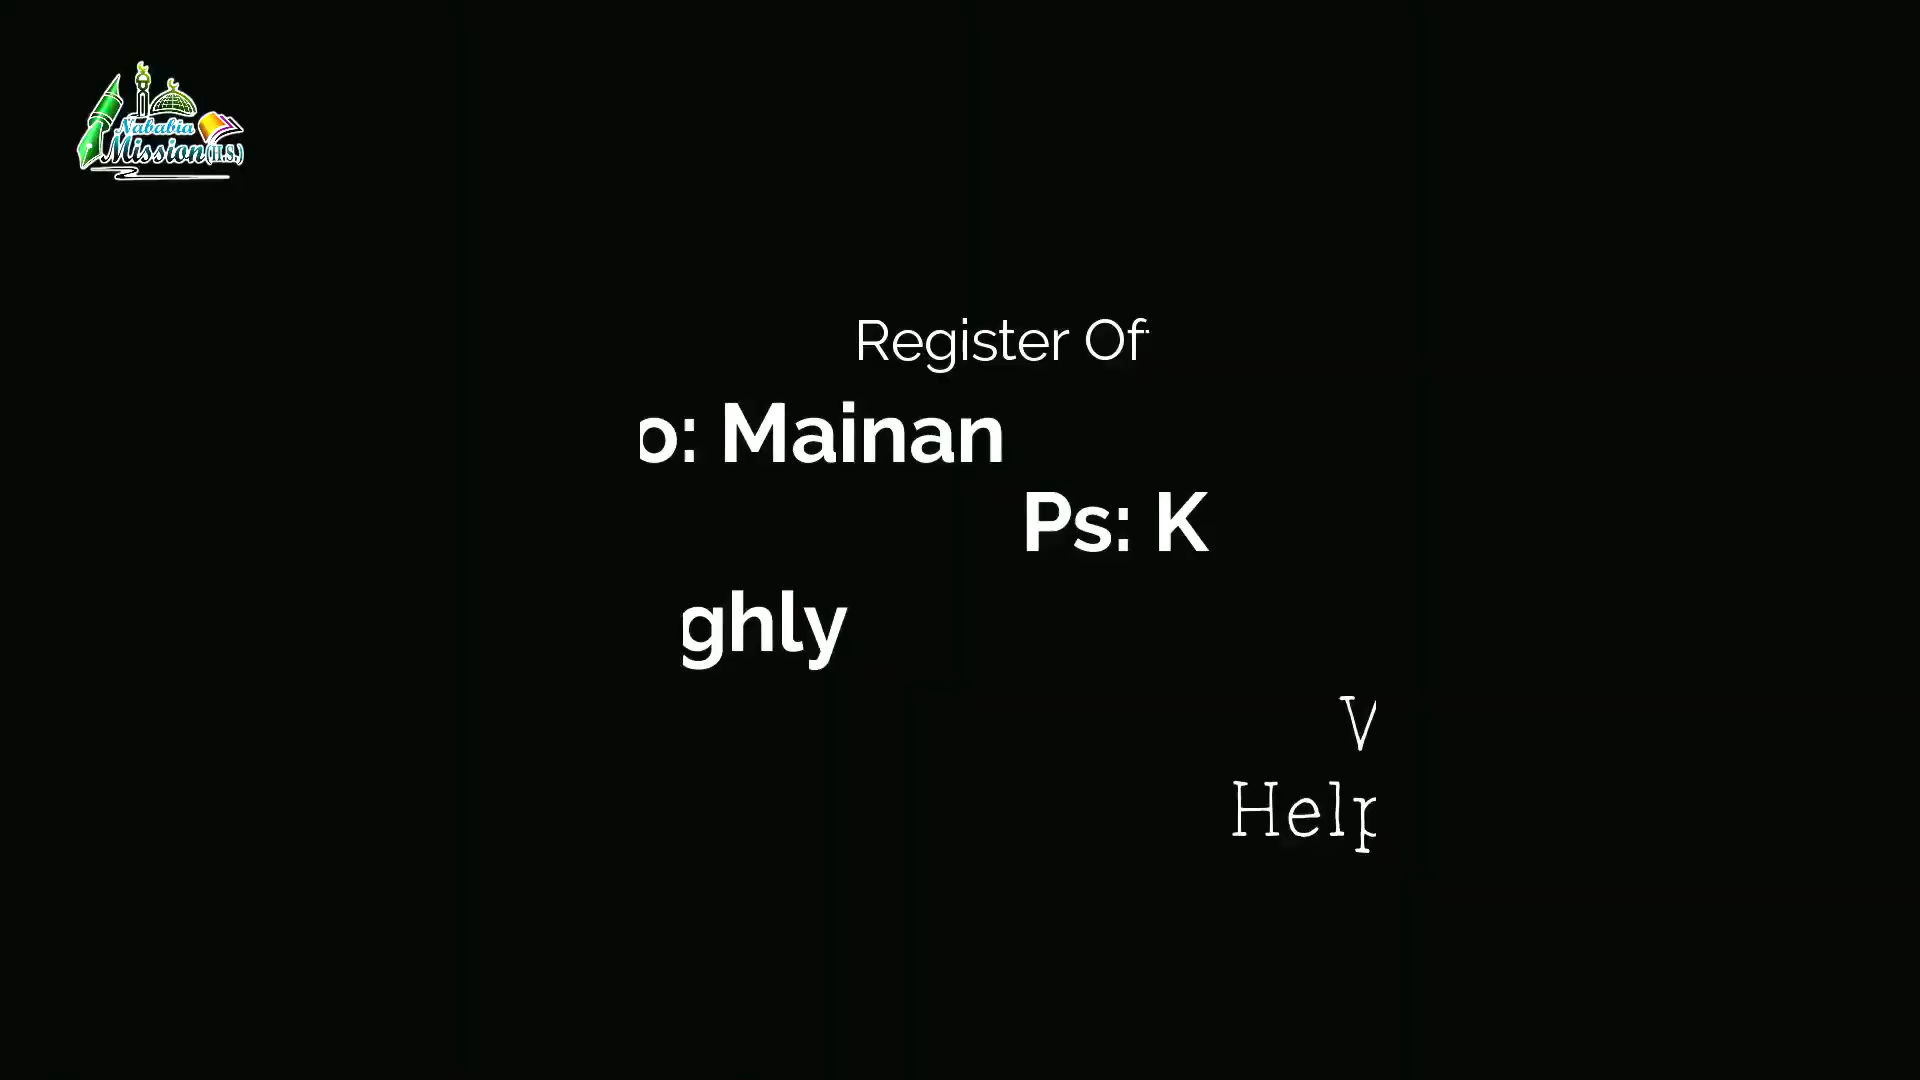 Nababia
Mission(H.S.)
Register Of
o: Mainan
Ps: K
ghly
V
Help